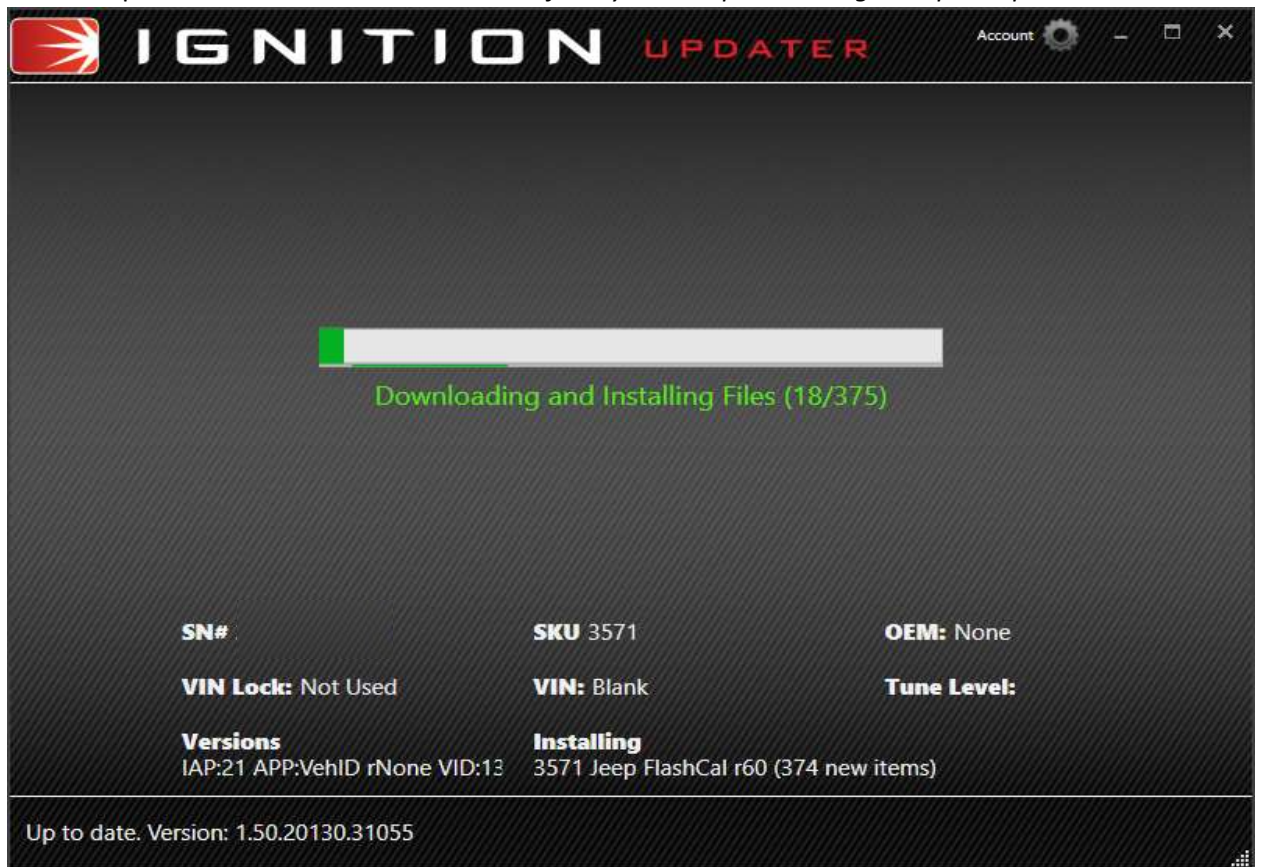 IGNITION UPDATER Account
Downloading and Installing Files (18/375)
SN# SKU 3571 OEM: None
VIN Lock: Not Used VIN: Blank Tune Level:
Versions Installing
IAP:21 APP:VehID rNone VID:13 3571 Jeep FlashCal r60 (374 new items)
Up to date. Version: 1.50.20130.31055